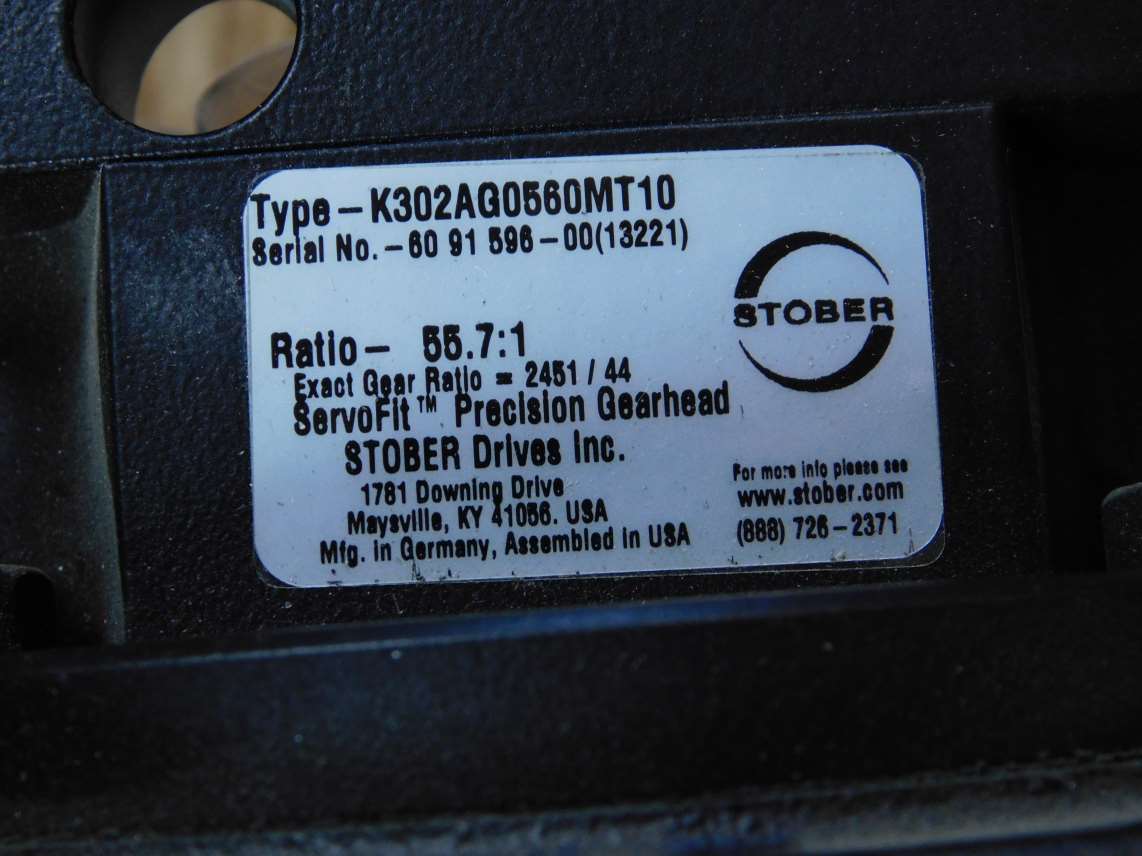 Type-K302AG0560MT10
Serial No.-60 91 596-00(13221)
STOBER
Ratio- 55.7:1
Exact Gear Ratio = 2451 / 44
ServoFit™ Precision Gearhead
STOBER Drives Inc.
1781 Downing Drive
Maysville, KY 41056. USA
Mfg. in Germany, Assembled in USA
For more info please see
www.stober.com
(888) 726-2371